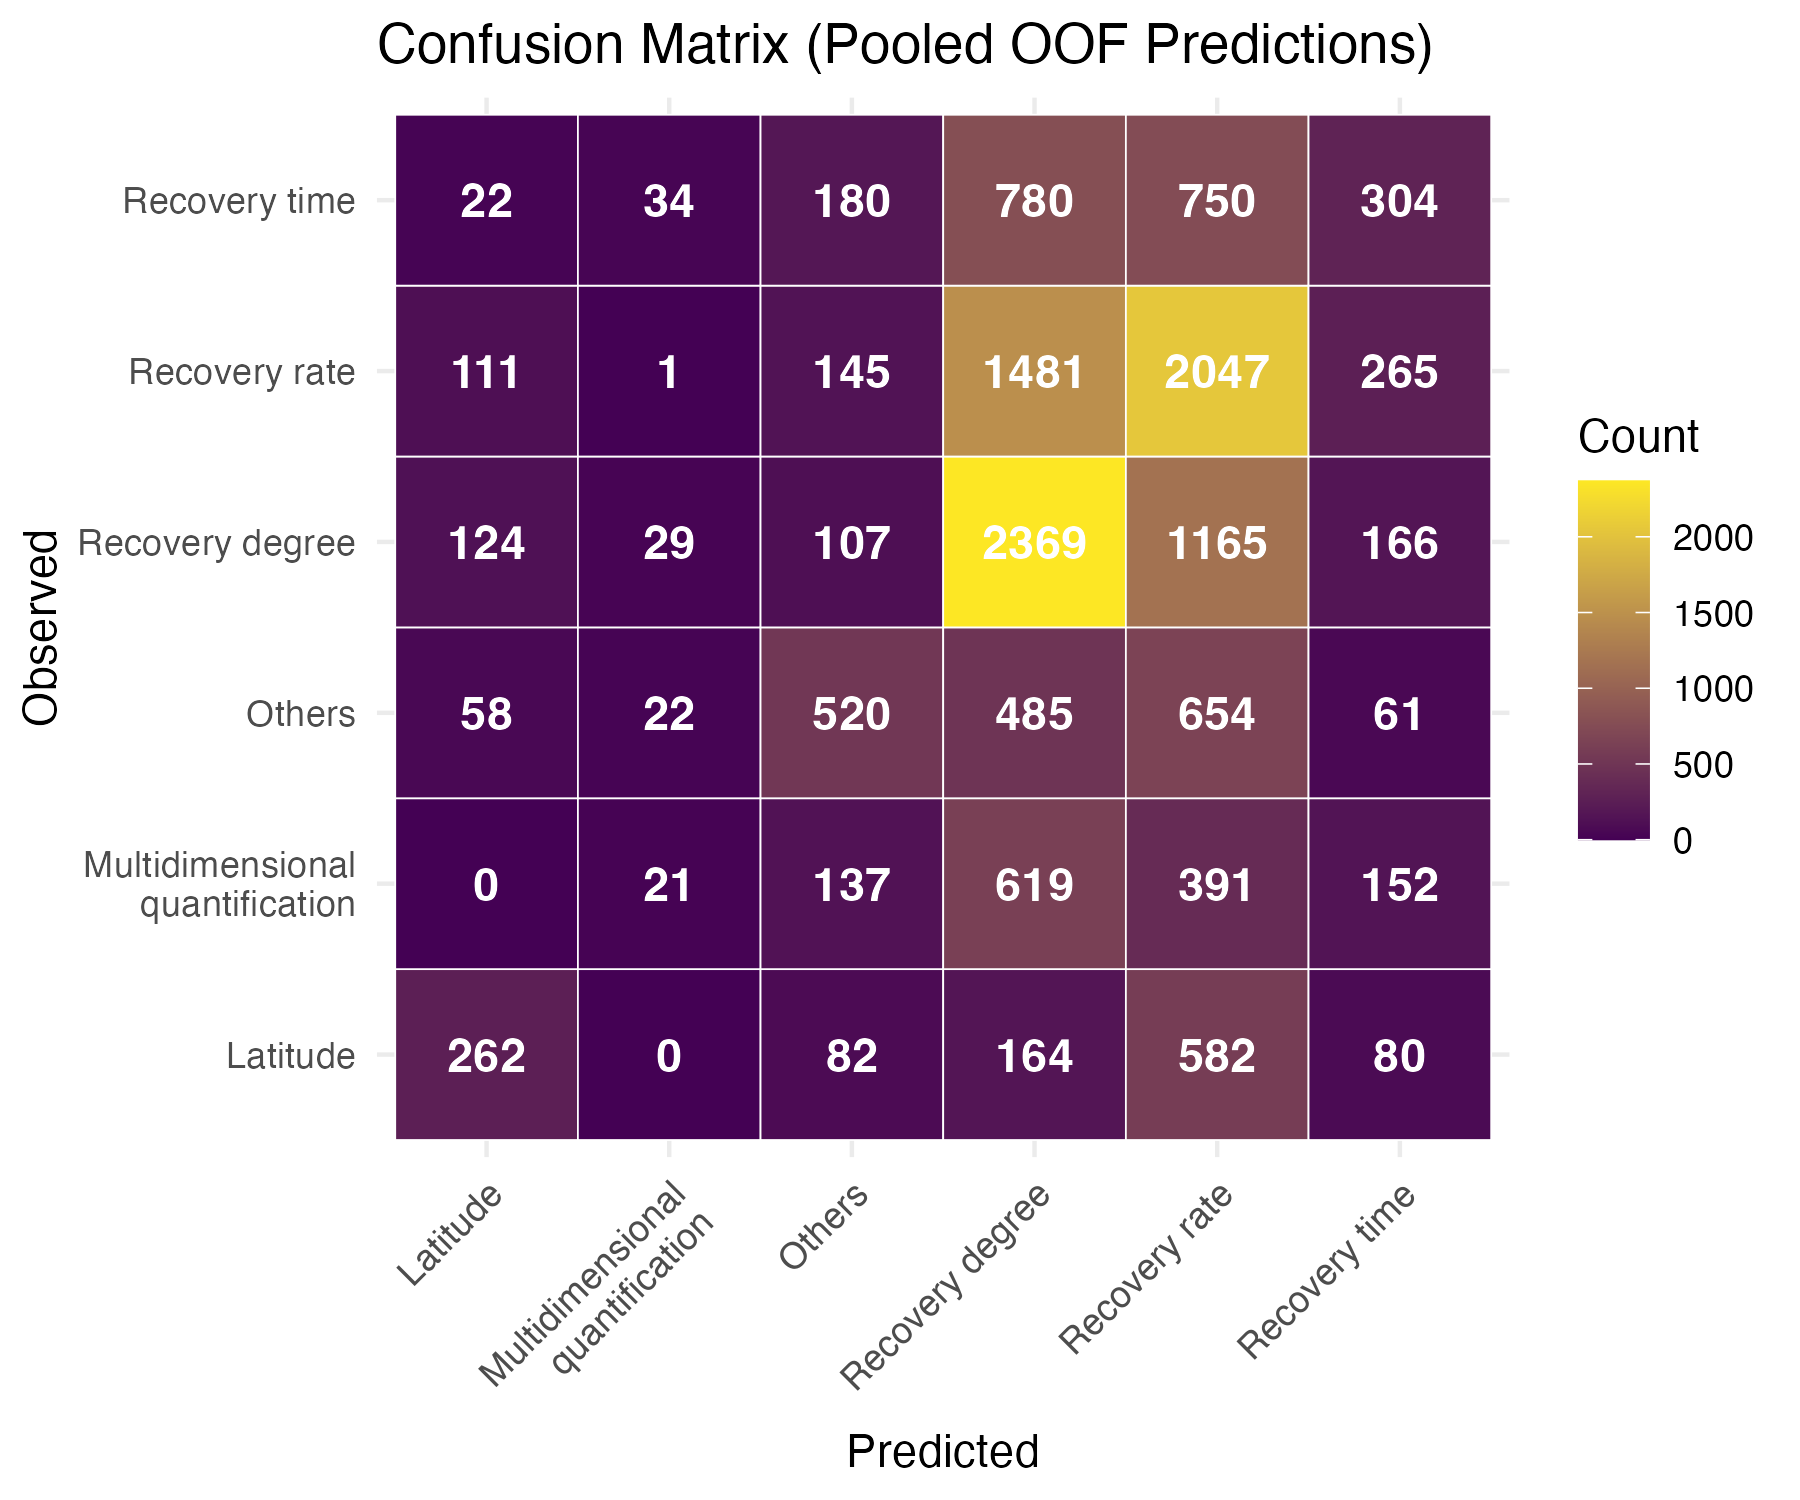 Confusion Matrix (Pooled OOF Predictions)
Observed
Recovery time
22 34 180 780 750 304
Recovery rate
111 1 145 1481 2047 265
Recovery degree
124 29 107 2369 1165 166
Others
58 22 520 485 654 61
Multidimensional
quantification
0 21 137 619 391 152
Latitude
262 0 82 164 582 80
Latitude
Multidimensional
quantification
Others
Recovery degree
Recovery rate
Recovery time
Predicted
Count
2000
1500
1000
500
0